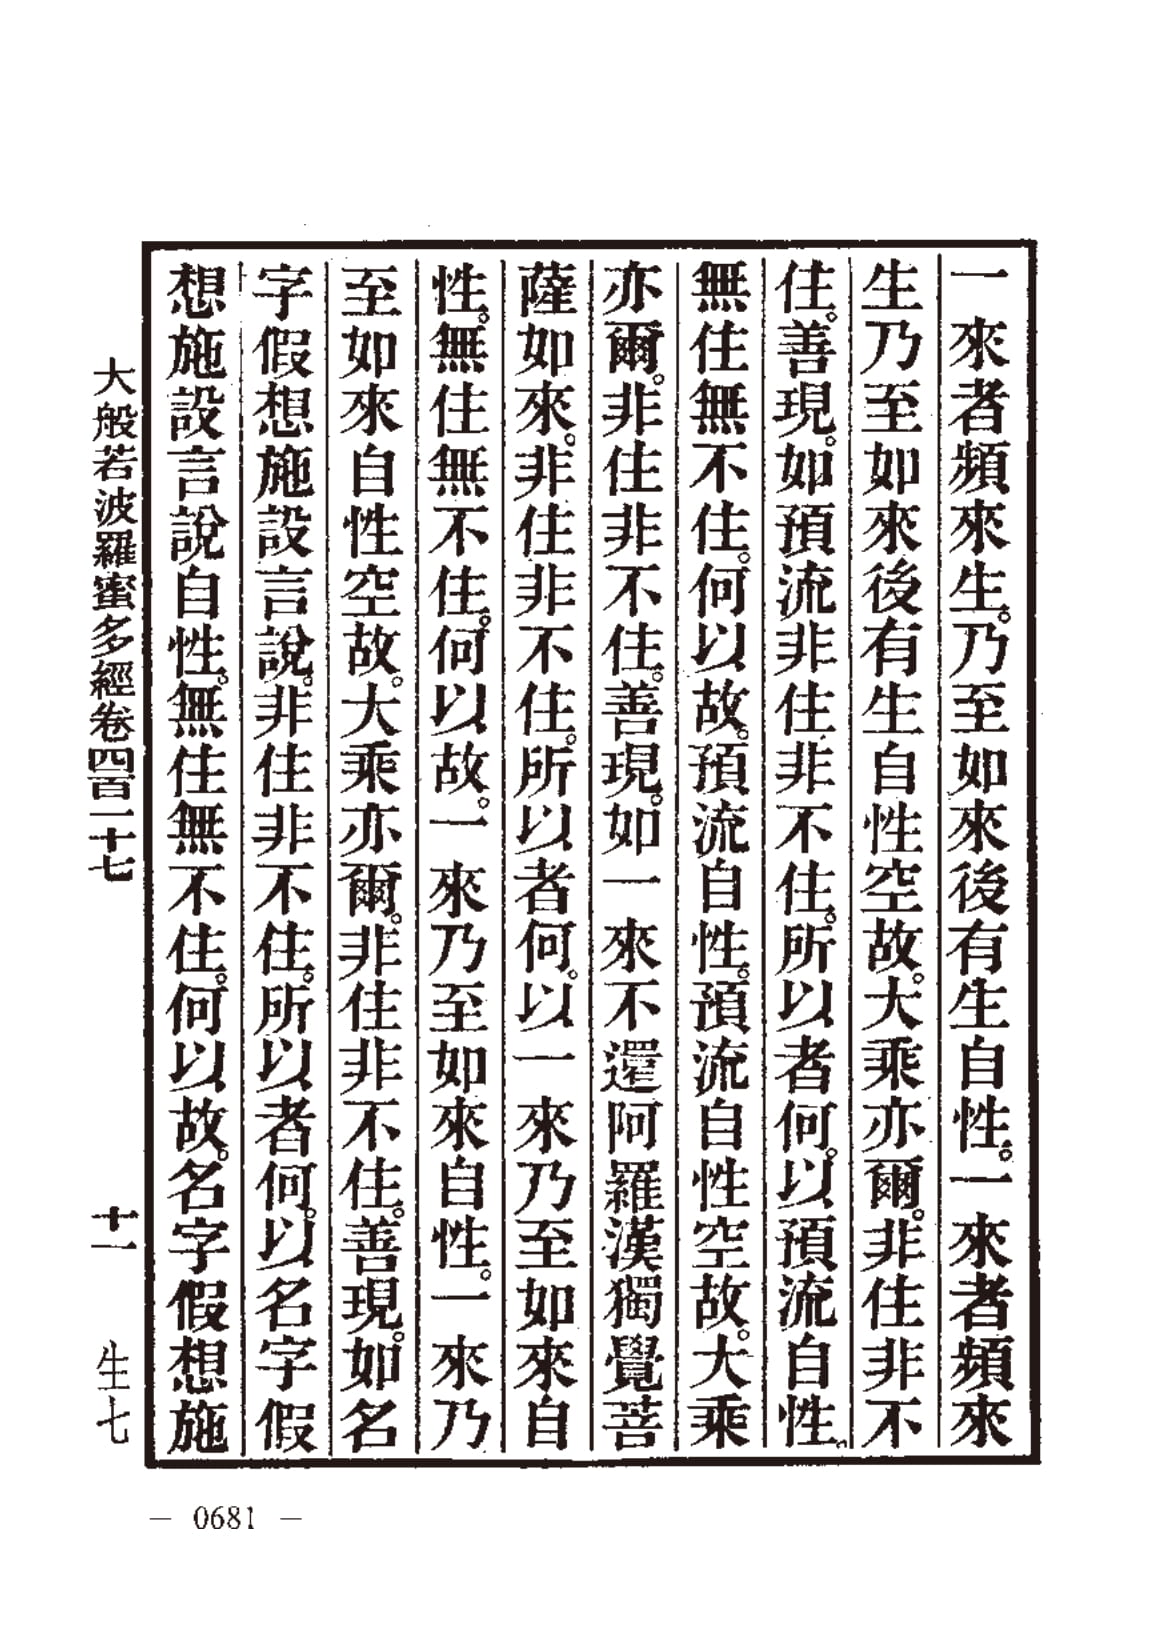 一來者頻來生。乃至如來後有生自性。一來者頻來
生乃至如來後有生自性空故。大乘亦爾。非住非不
住。善現。如預流非住非不住。所以者何。以預流自性。
無住無不住。何以故。預流自性。預流自性空故。大乘
亦爾。非住非不住。善現。如一來不還阿羅漢獨覺菩
薩如來。非住非不住。所以者何。以一來乃至如來自
性。無住無不住。何以故。一來乃至如來自性。一來乃
至如來自性空故。大乘亦爾。非住非不住。善現。如名
字假想施設言說。非住非不住。所以者何。以名字假
想施設言說自性。無住無不住。何以故。名字假想施
大般若波羅蜜多經卷四百一十七
十一
生七
— 0681 —